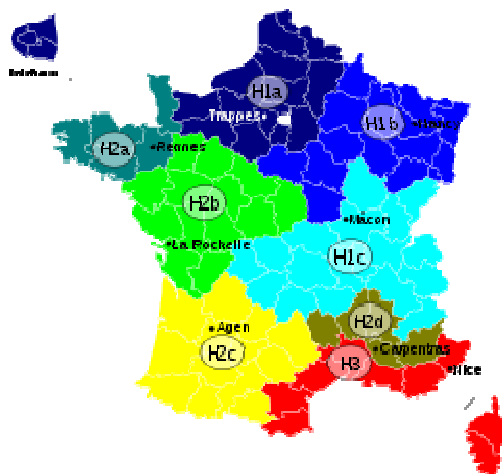 H1a
Trappes
H1b
Nancy
H2a
Rennes
H2b
Mâcon
La Rochelle
H1c
H2d
Agen
Carpentras
H2c
H3
Nice